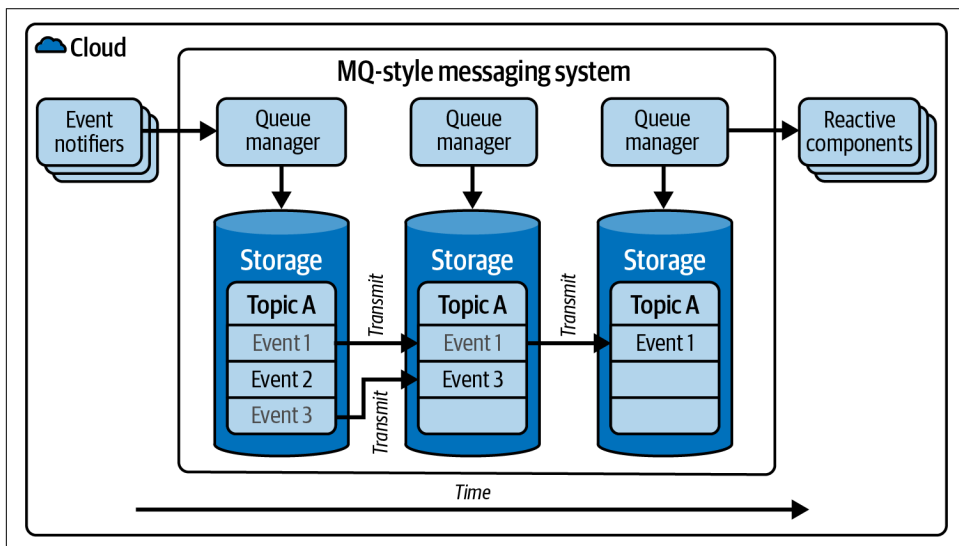 Cloud
MQ-style messaging system
Event
notifiers
Queue
manager
Queue
manager
Queue
manager
Reactive
components
Storage
Topic A
Event 1
Event 2
Event 3
Transmit
Transmit
Storage
Topic A
Event 1
Event 3
Transmit
Storage
Topic A
Event 1
Time